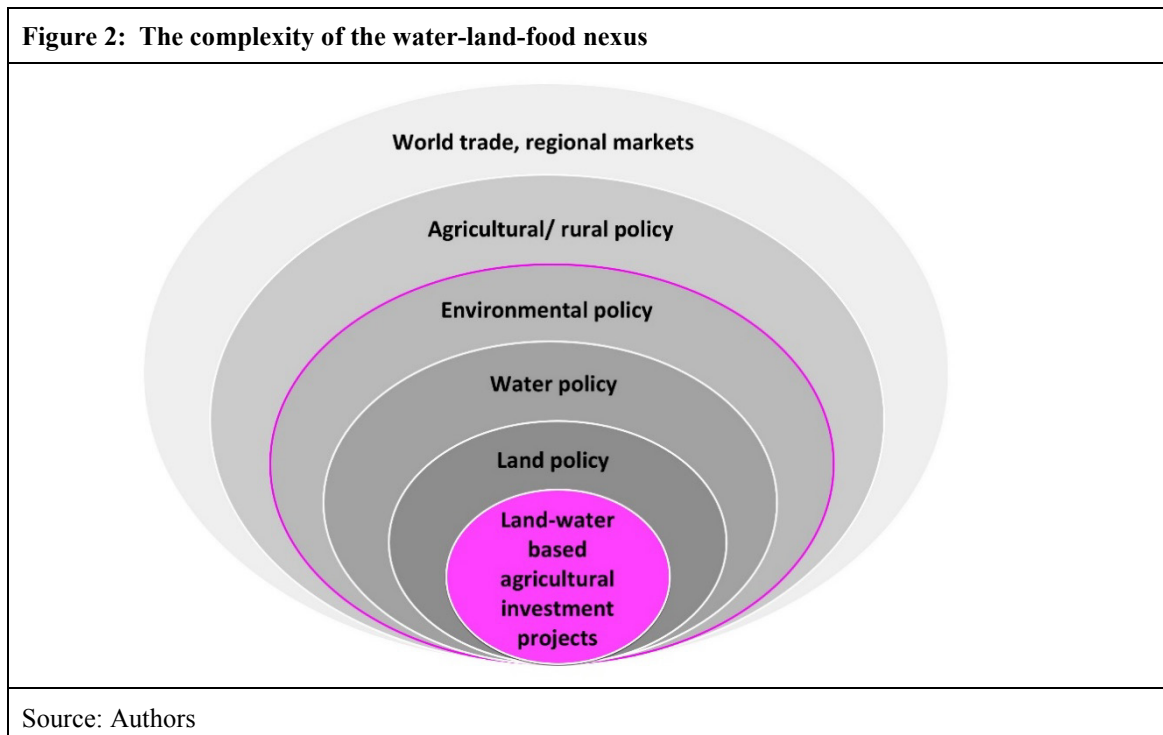 Figure 2: The complexity of the water-land-food nexus
World trade, regional markets
Agricultural/ rural policy
Environmental policy
Water policy
Land policy
Land-water
based
agricultural
investment
projects
Source: Authors